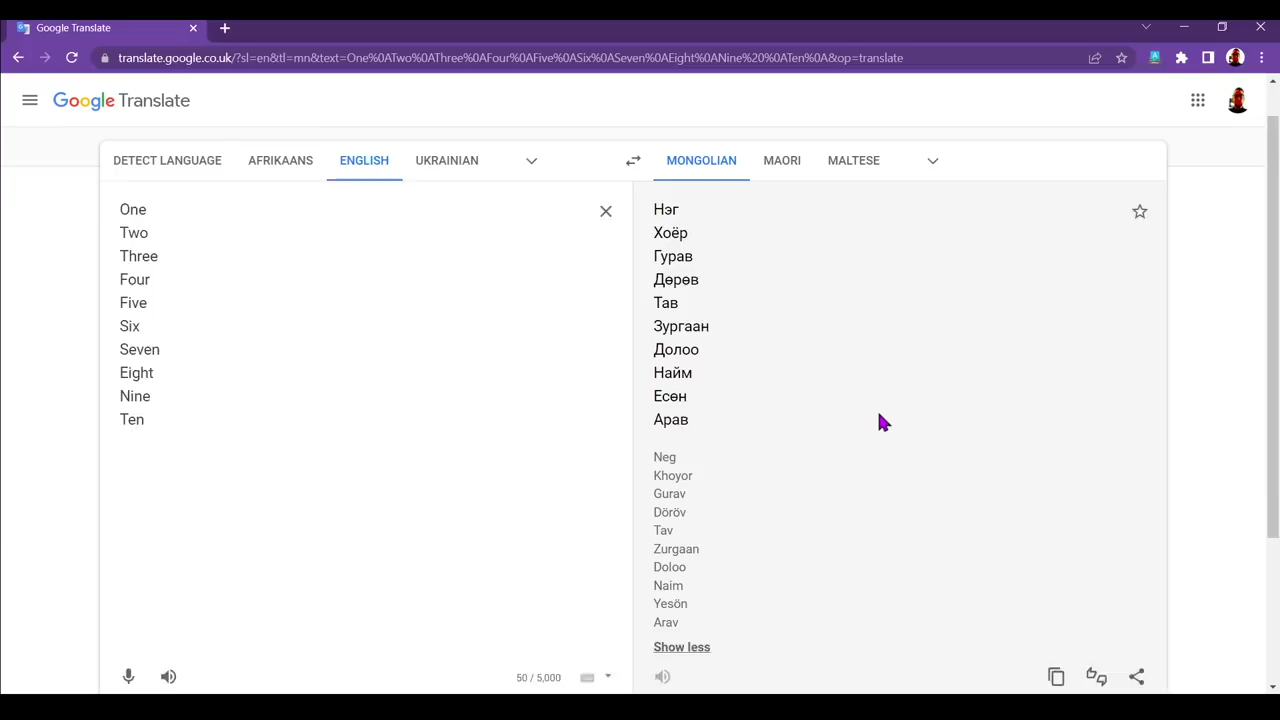 Google Translate
translate.google.co.uk/?sl=en&tl=mn&text=One%0ATwo%0AThree%0AFour%0AFive%0ASix%0ASeven%0AEight%0ANine%20%0ATen%0A&op=translate
Google Translate
DETECT LANGUAGE AFRIKAANS ENGLISH UKRAINIAN MONGOLIAN MAORI MALTESE
One
Two
Three
Four
Five
Six
Seven
Eight
Nine
Ten
Нэг
Хоёр
Гурав
Дөрөв
Тав
Зургаан
Долоо
Найм
Есөн
Арав
Neg
Khoyor
Gurav
Döröv
Tav
Zurgaan
Doloo
Naim
Yesön
Arav
Show less
50 / 5,000